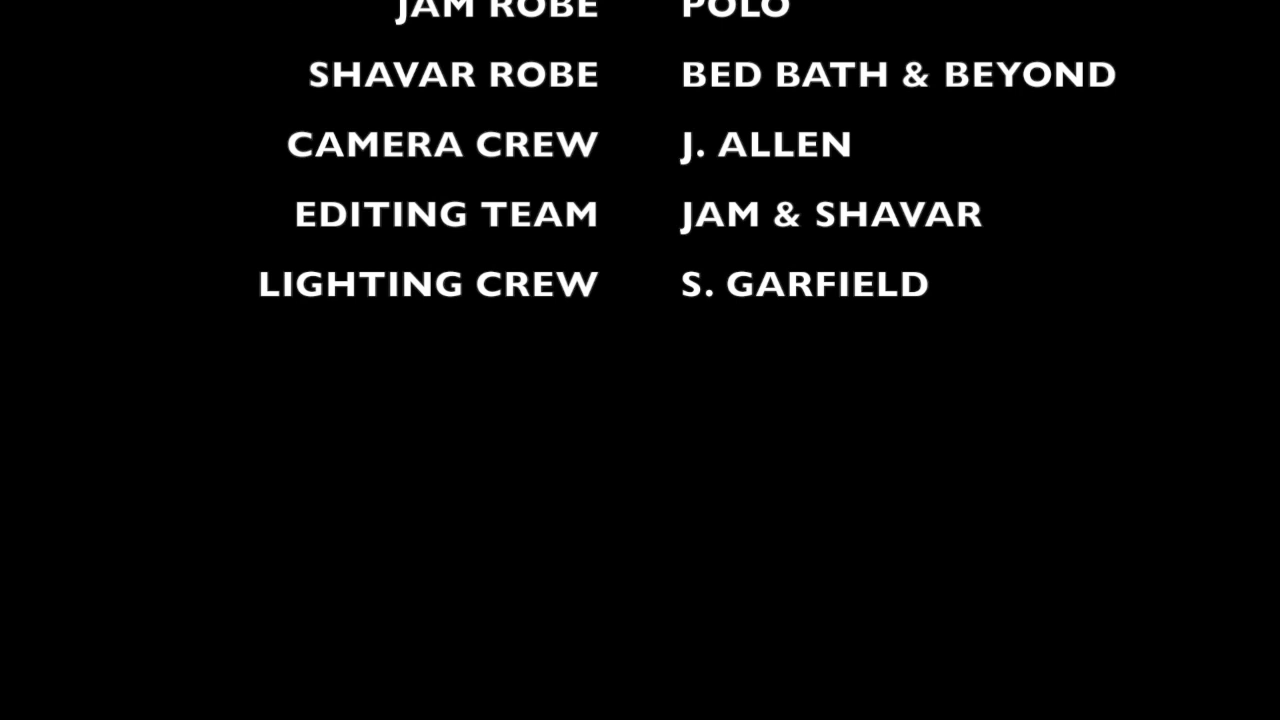 JAM ROBE POLO
SHAVAR ROBE BED BATH & BEYOND
CAMERA CREW J. ALLEN
EDITING TEAM JAM & SHAVAR
LIGHTING CREW S. GARFIELD